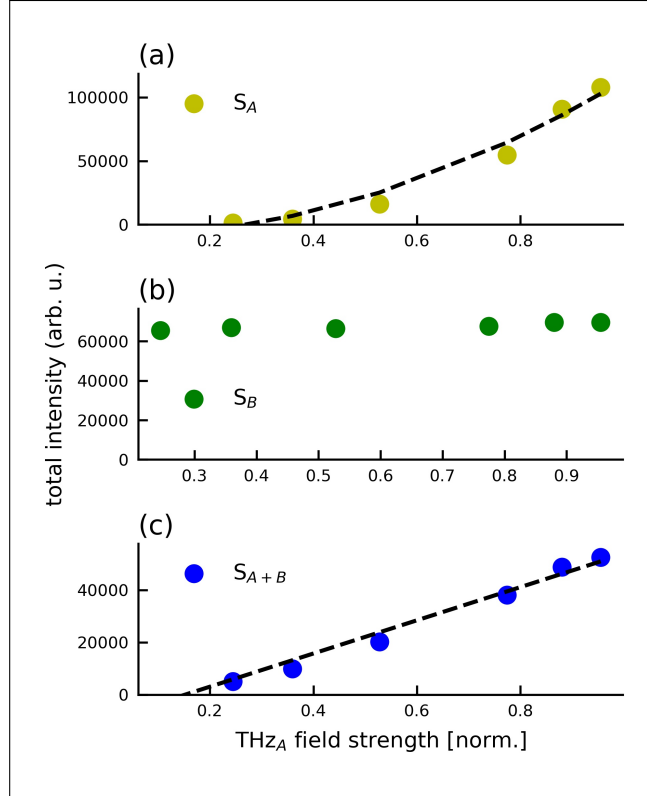 (a)
S_A
100000
50000
0
0.2 0.4 0.6 0.8
(b)
60000
40000
20000
0
S_B
0.3 0.4 0.5 0.6 0.7 0.8 0.9
total intensity (arb. u.)
(c)
S_{A+B}
40000
20000
0
0.2 0.4 0.6 0.8
THz_A field strength [norm.]